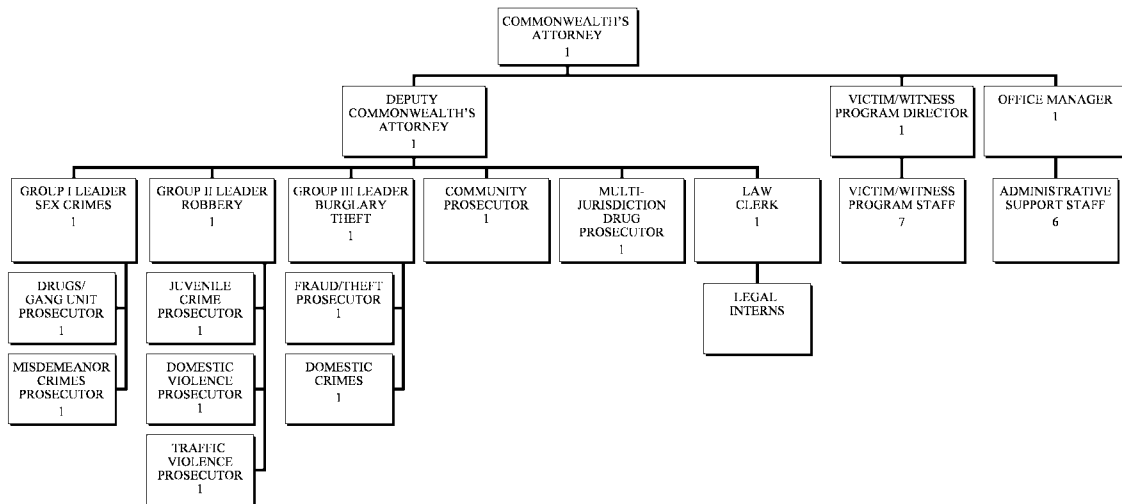 COMMONWEALTH'S
ATTORNEY
1
DEPUTY
COMMONWEALTH'S
ATTORNEY
1
VICTIM/WITNESS
PROGRAM DIRECTOR
1
OFFICE MANAGER
1
GROUP I LEADER
SEX CRIMES
1
GROUP II LEADER
ROBBERY
1
GROUP III LEADER
BURGLARY
THEFT
1
COMMUNITY
PROSECUTOR
1
MULTI-
JURISDICTION
DRUG
PROSECUTOR
1
LAW
CLERK
1
VICTIM/WITNESS
PROGRAM STAFF
7
ADMINISTRATIVE
SUPPORT STAFF
6
DRUGS/
GANG UNIT
PROSECUTOR
1
JUVENILE
CRIME
PROSECUTOR
1
FRAUD/THEFT
PROSECUTOR
1
LEGAL
INTERNS
MISDEMEANOR
CRIMES
PROSECUTOR
1
DOMESTIC
VIOLENCE
PROSECUTOR
1
DOMESTIC
CRIMES
1
TRAFFIC
VIOLENCE
PROSECUTOR
1